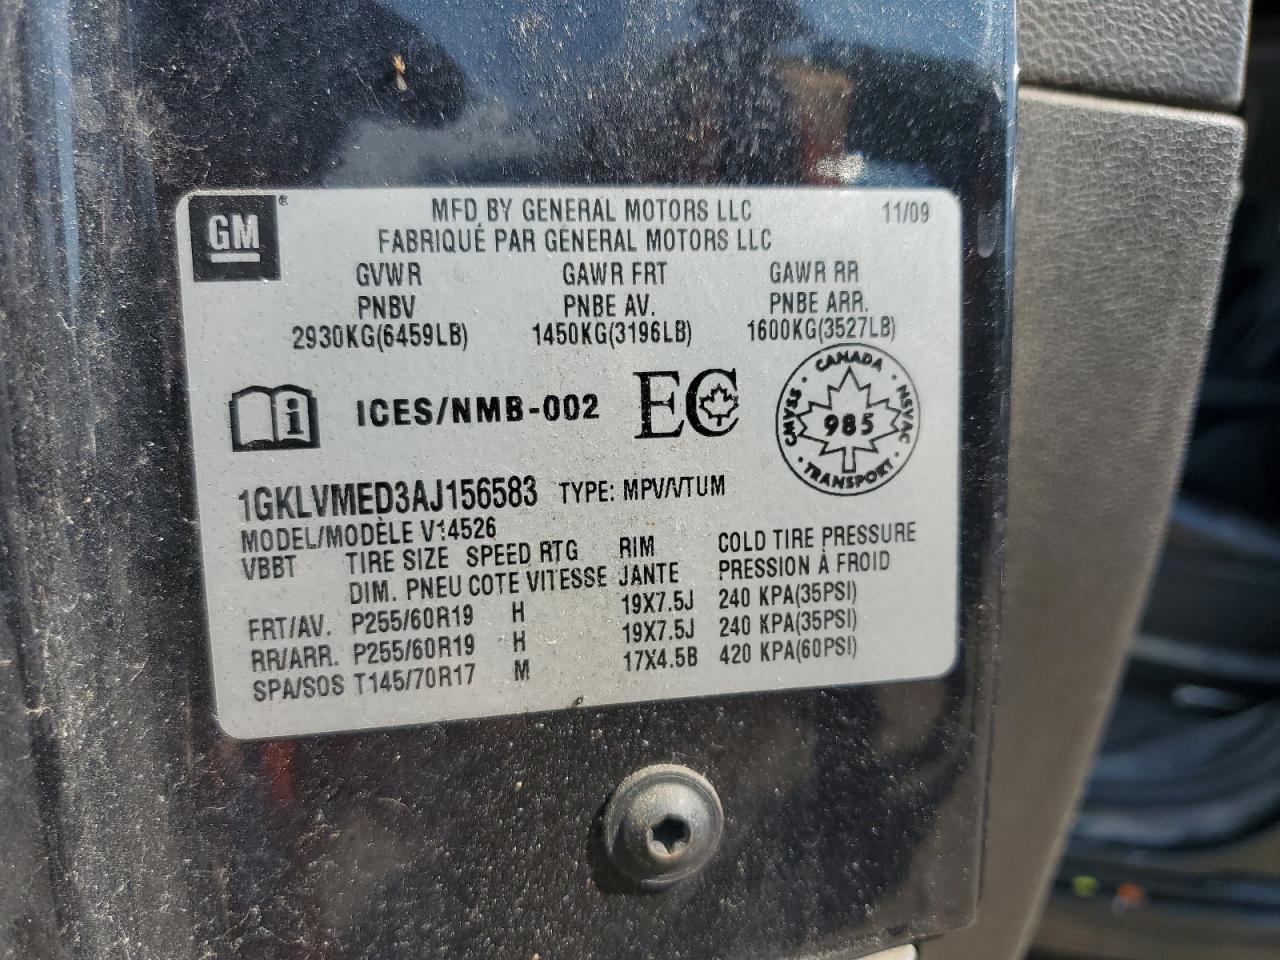 GM
MFD BY GENERAL MOTORS LLC 11/09
FABRIQUÉ PAR GENERAL MOTORS LLC
GVWR GAWR FRT GAWR RR
PNBV PNBE AV. PNBE ARR.
2930KG(6459LB) 1450KG(3196LB) 1600KG(3527LB)
i ICES/NMB-002 EC
CANADA
CMVSS 985 NSVAC
TRANSPORT
1GKLVMED3AJ156583 TYPE: MPV/VTUM
MODEL/MODÈLE V14526
VBBT TIRE SIZE SPEED RTG RIM COLD TIRE PRESSURE
DIM. PNEU COTE VITESSE JANTE PRESSION À FROID
FRT/AV. P255/60R19 H 19X7.5J 240 KPA(35PSI)
RR/ARR. P255/60R19 H 19X7.5J 240 KPA(35PSI)
SPA/SOS T145/70R17 M 17X4.5B 420 KPA(60PSI)